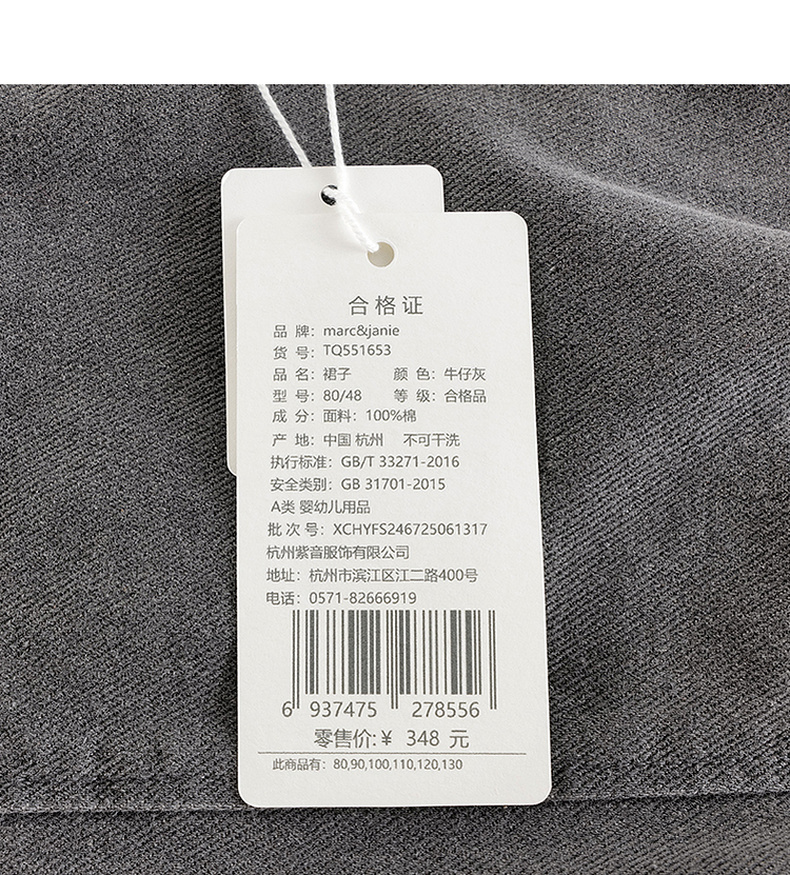 合格证
品 牌：marc&janie
货 号：TQ551653
品 名：裙子 颜 色：牛仔灰
型 号：80/48 等 级：合格品
成 分：面料：100%棉
产 地：中国 杭州 不可干洗
执行标准：GB/T 33271-2016
安全类别：GB 31701-2015
A类 婴幼儿用品
批 次 号：XCHYFS246725061317
杭州紫音服饰有限公司
地址：杭州市滨江区江二路400号
电话：0571-82666919
6 937475 278556
零售价:¥ 348 元
此商品有：80,90,100,110,120,130